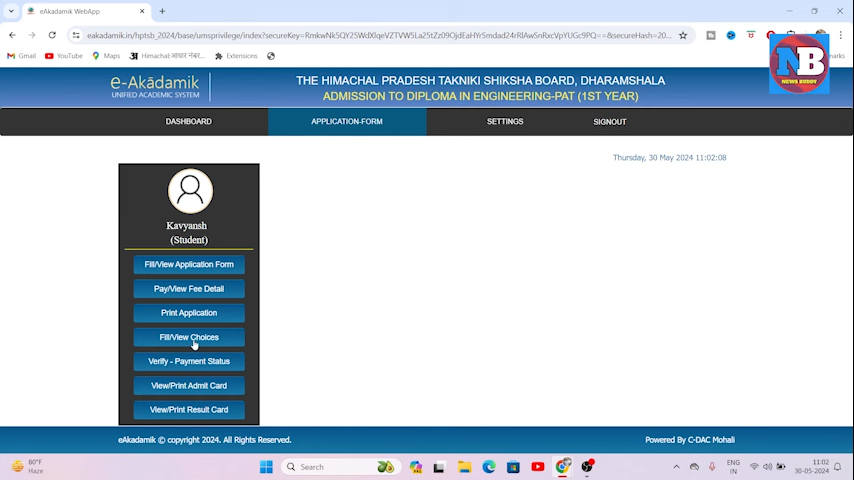 eAkadamik WebApp
eakadamik.in/hptsb_2024/base/umsprivilege/index?secureKey=RmkwNk5QY25WdXlqeVZTVW5La25tZz09OjdEaHYrSmdad24rRlAwSnRxcVpYUGc9PQ==&secureHash=20...
Gmail YouTube Maps Himachal-आधार नंबर... Extensions
NB
NEWS BUDDY
e-Akādamik
UNIFIED ACADEMIC SYSTEM
THE HIMACHAL PRADESH TAKNIKI SHIKSHA BOARD, DHARAMSHALA
ADMISSION TO DIPLOMA IN ENGINEERING-PAT (1ST YEAR)
DASHBOARD APPLICATION-FORM SETTINGS SIGNOUT
Thursday, 30 May 2024 11:02:08
Kavyansh
(Student)
Fill/View Application Form
Pay/View Fee Detail
Print Application
Fill/View Choices
Verify - Payment Status
View/Print Admit Card
View/Print Result Card
eAkadamik © copyright 2024. All Rights Reserved. Powered By C-DAC Mohali
80°F
Haze
Search
ENG
IN
11:02
30-05-2024